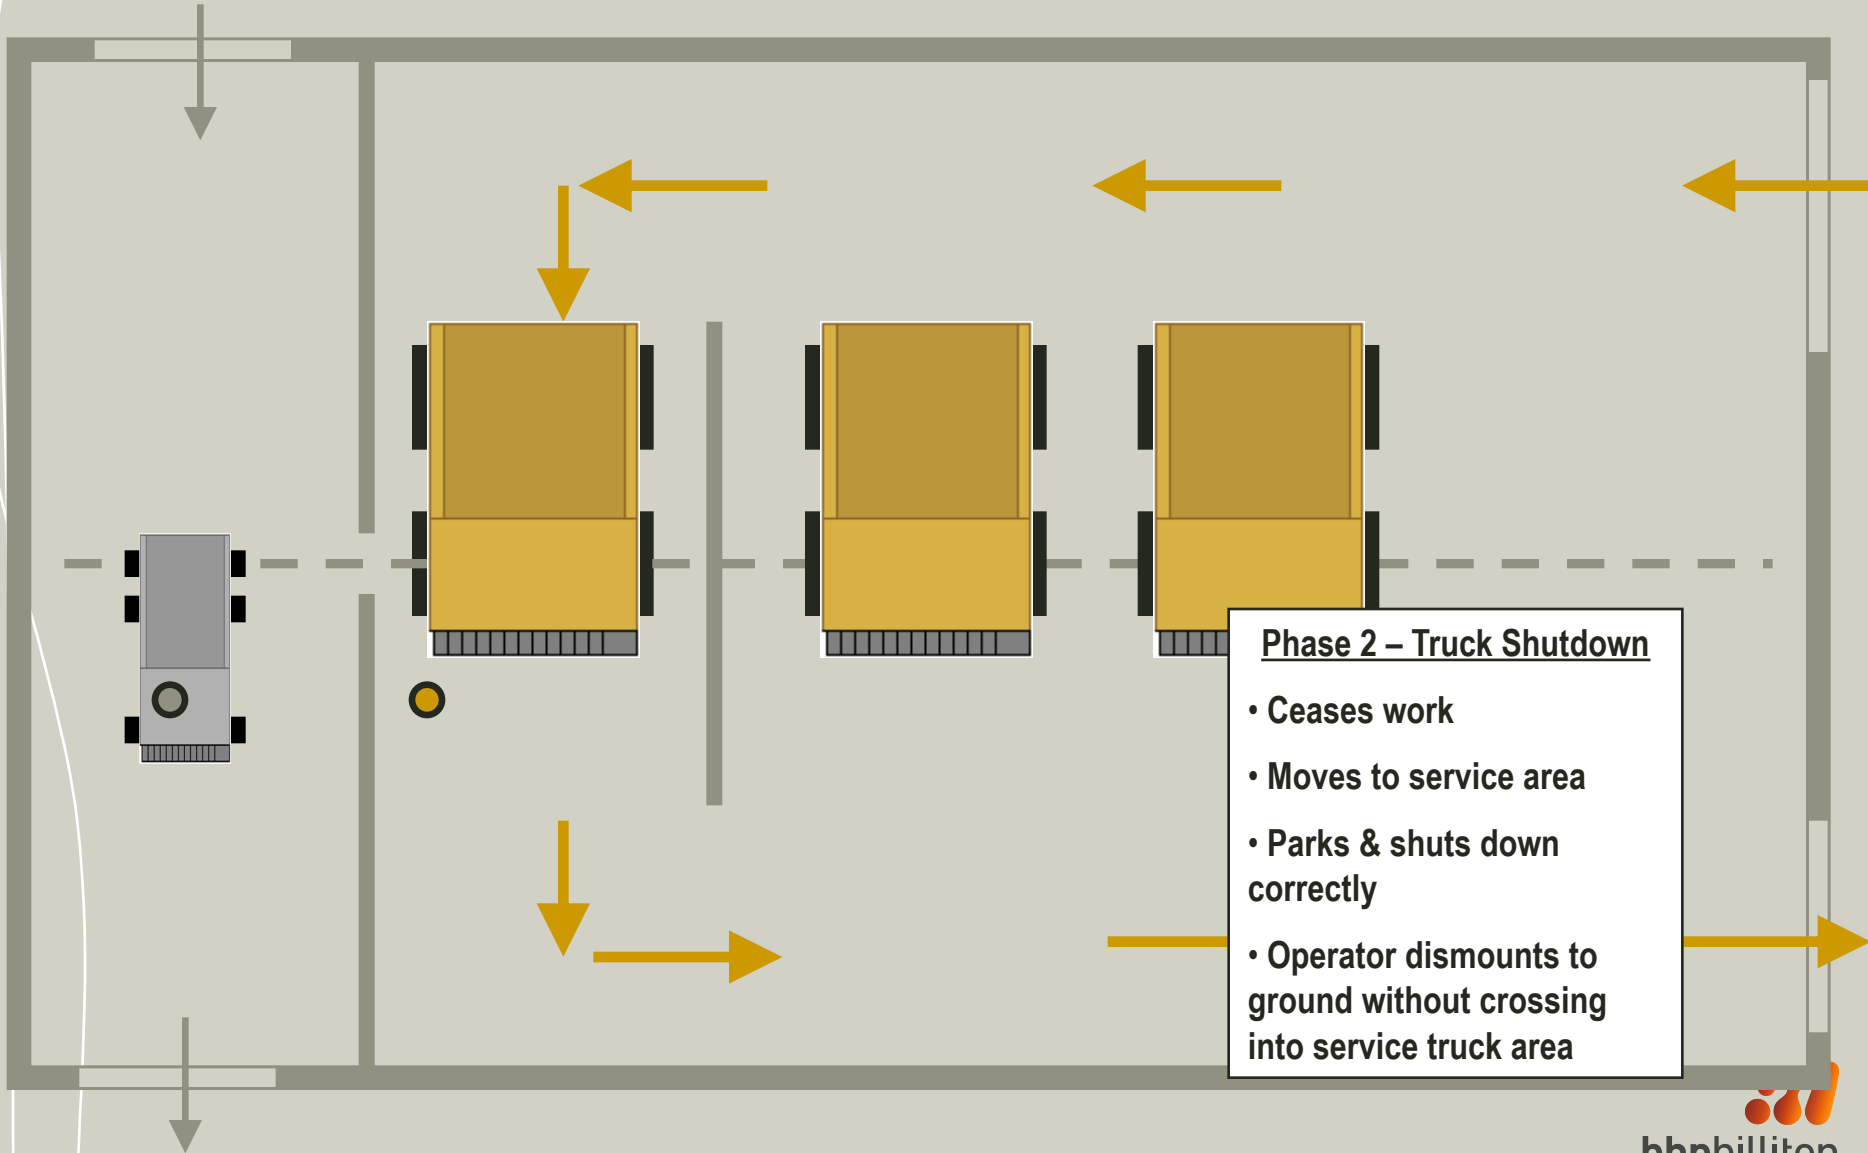 Phase 2 – Truck Shutdown
• Ceases work
• Moves to service area
• Parks & shuts down
correctly
• Operator dismounts to
ground without crossing
into service truck area
bhpbilliton